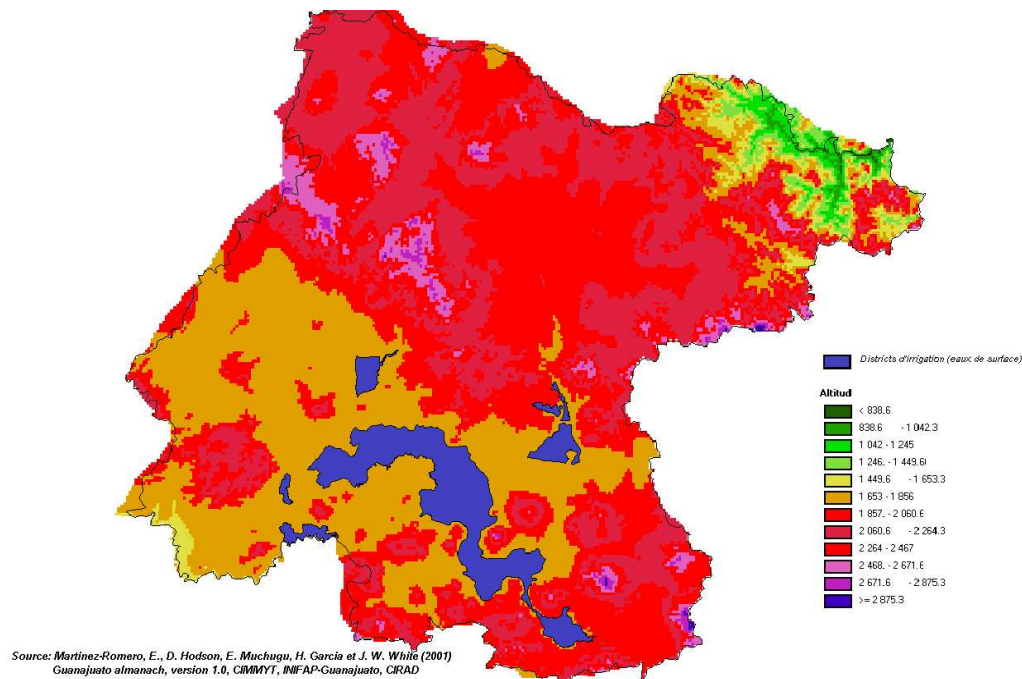 Districts d'irrigation (eaux de surface)
Altitud
< 838.6
838.6 - 1 042.3
1 042 - 1 245
1 246. - 1 449.6(
1 449.6 - 1 653.3
1 653 - 1 856
1 857. - 2 060.6
2 060.6 - 2 264.3
2 264 - 2 467
2 468. - 2 671.6
2 671.6 - 2 875.3
>= 2 875.3
Source: Martinez-Romero, E., D. Hodson, E. Muchugu, H. Garcia et J. W. White (2001)
Guanajuato almanach, version 1.0, CIMMYT, INIFAP-Guanajuato, CIRAD